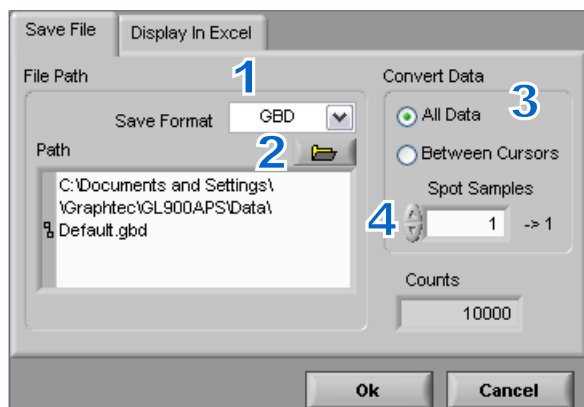 Save File
Display In Excel
File Path
1
Save Format
GBD
2
Path
C:\Documents and Settings\
\Graphtec\GL900APS\Data\
Default.gbd
Convert Data
3
All Data
Between Cursors
Spot Samples
4
1 -> 1
Counts
10000
Ok
Cancel